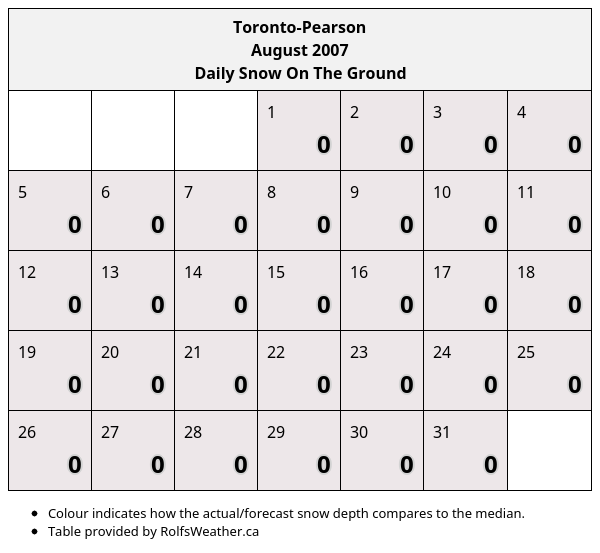 Toronto-Pearson
August 2007
Daily Snow On The Ground
1 2 3 4
0 0 0 0
5 6 7 8 9 10 11
0 0 0 0 0 0 0
12 13 14 15 16 17 18
0 0 0 0 0 0 0
19 20 21 22 23 24 25
0 0 0 0 0 0 0
26 27 28 29 30 31
0 0 0 0 0 0
• Colour indicates how the actual/forecast snow depth compares to the median.
• Table provided by RolfsWeather.ca